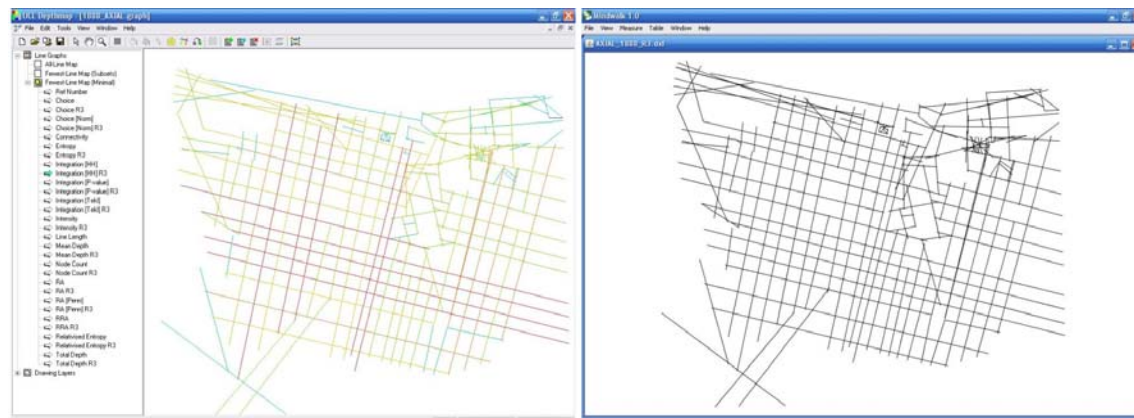 UCL Depthmap - [1888_AXIAL.graph]
File Edit Tools View Window Help
Line Graphs
All-Line Map
Fewest-Line Map (Subsets)
Fewest-Line Map (Minimal)
Ref Number
Choice
Choice R3
Choice [Norm]
Choice [Norm] R3
Connectivity
Entropy
Entropy R3
Integration [HH]
Integration [HH] R3
Integration [P-value]
Integration [P-value] R3
Integration [Tekl]
Integration [Tekl] R3
Intensity
Intensity R3
Line Length
Mean Depth
Mean Depth R3
Node Count
Node Count R3
RA
RA R3
RA [Penn]
RA [Penn] R3
RRA
RRA R3
Relativised Entropy
Relativised Entropy R3
Total Depth
Total Depth R3
Drawing Layers
Mindwalk 1.0
File View Measure Table Window Help
AXIAL_1888_R3.dxf